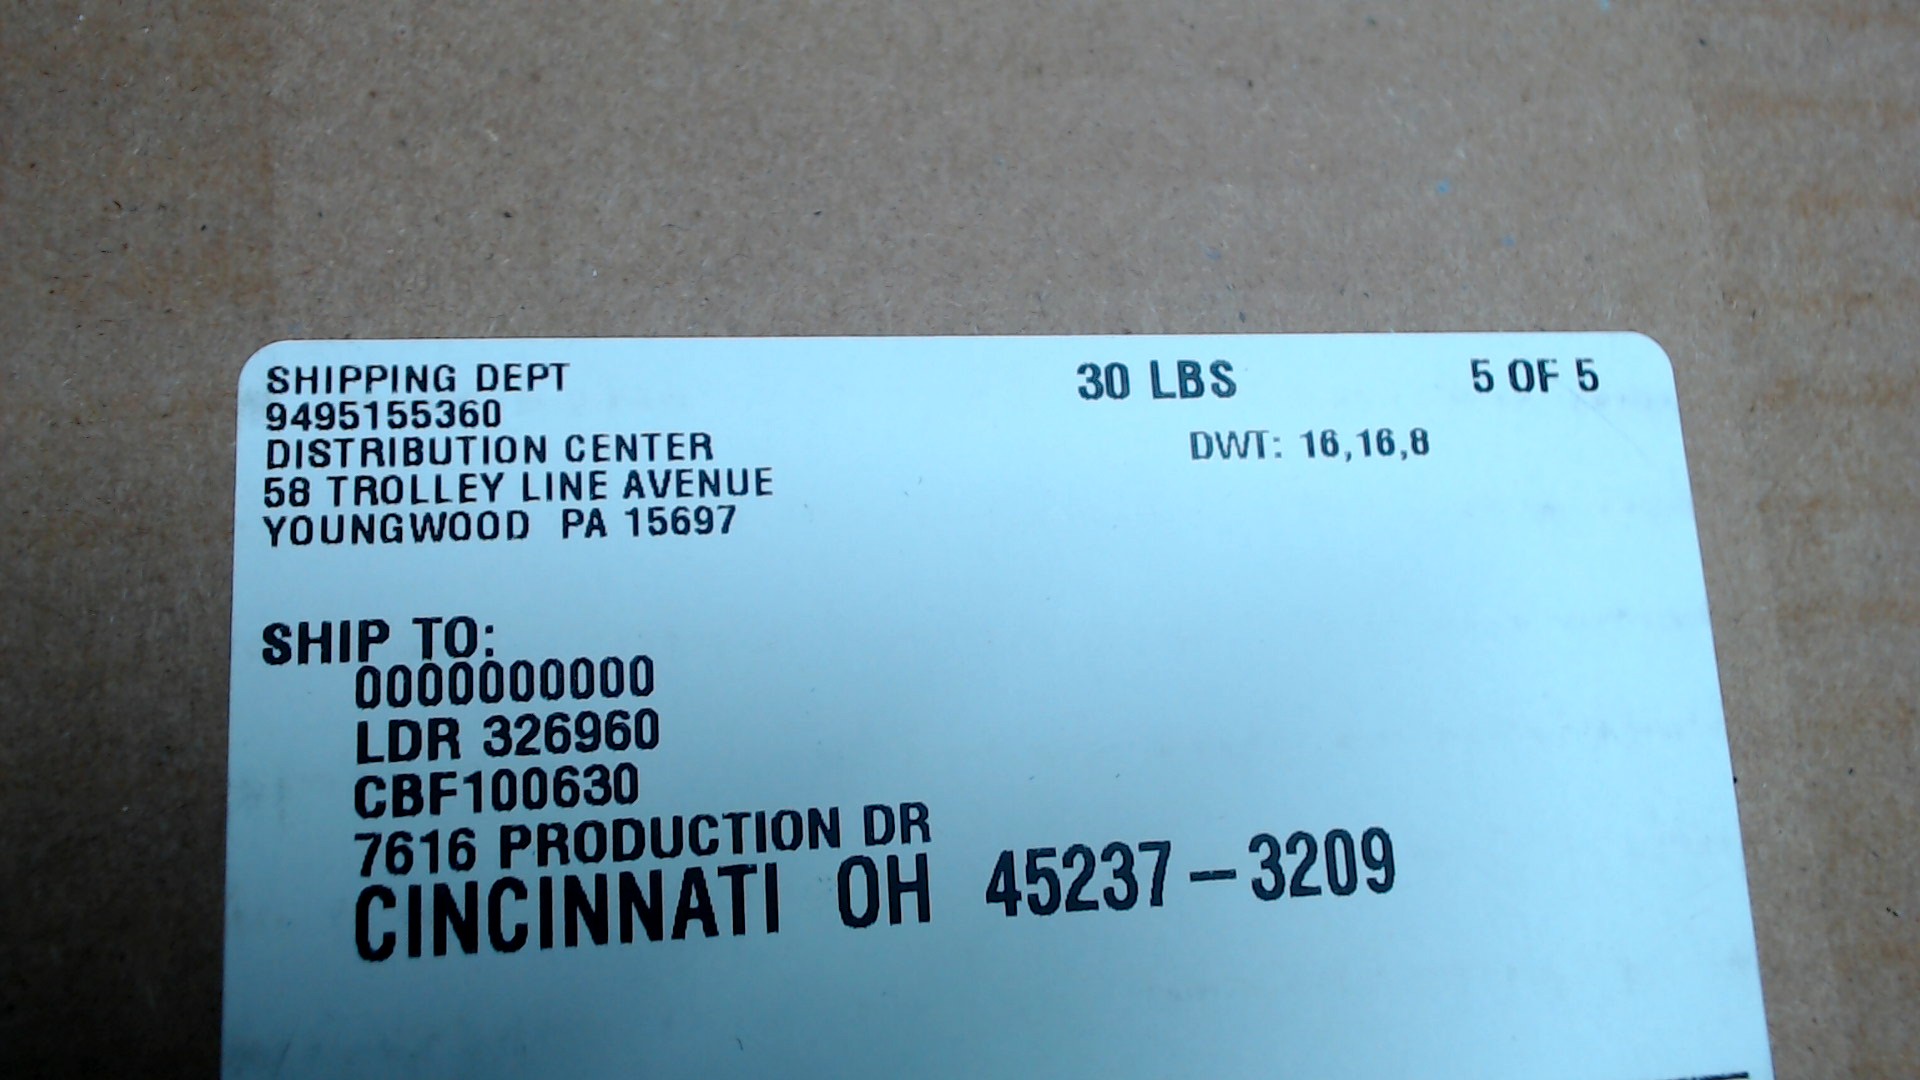 SHIPPING DEPT
9495155360
DISTRIBUTION CENTER
58 TROLLEY LINE AVENUE
YOUNGWOOD PA 15697
30 LBS
5 OF 5
DWT: 16,16,8
SHIP TO:
0000000000
LDR 326960
CBF100630
7616 PRODUCTION DR
CINCINNATI OH 45237-3209